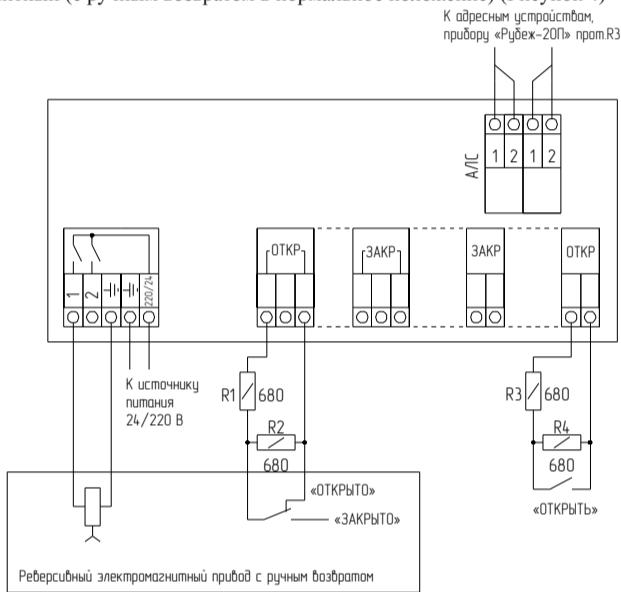 К адресным устройствам,
прибору «Рубеж-20П» прот.R3
АЛС
1 2 1 2
ОТКР
ЗАКР
ЗАКР
ОТКР
1 2 220/24
К источнику
питания
24/220 В
R1 680
R2
680
R3 680
R4
680
«ОТКРЫТО»
«ЗАКРЫТО»
«ОТКРЫТЬ»
Реверсивный электромагнитный привод с ручным возвратом